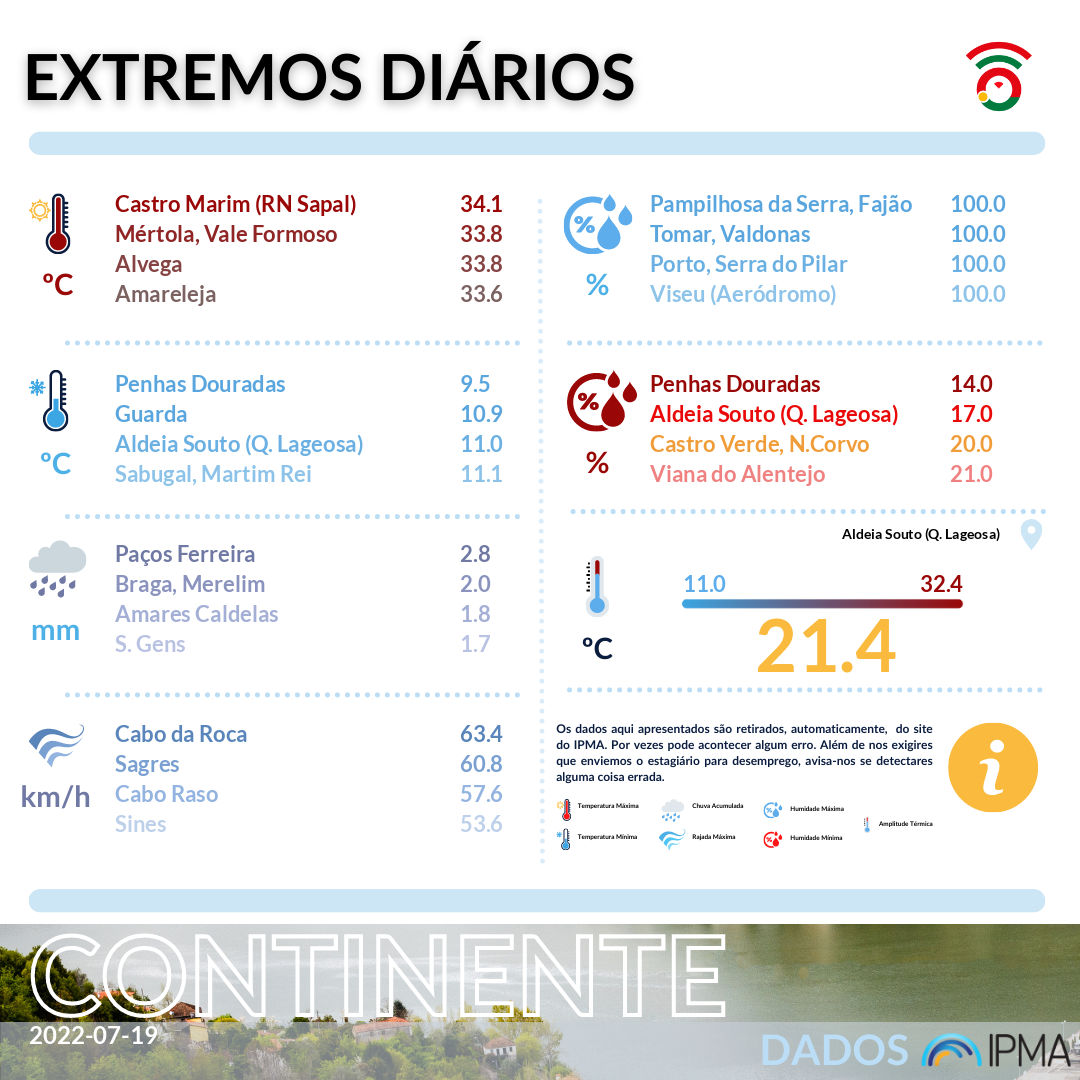 EXTREMOS DIÁRIOS
ºC
Castro Marim (RN Sapal) 34.1
Mértola, Vale Formoso 33.8
Alvega 33.8
Amareleja 33.6
%
%
Pampilhosa da Serra, Fajão 100.0
Tomar, Valdonas 100.0
Porto, Serra do Pilar 100.0
Viseu (Aeródromo) 100.0
ºC
Penhas Douradas 9.5
Guarda 10.9
Aldeia Souto (Q. Lageosa) 11.0
Sabugal, Martim Rei 11.1
%
%
Penhas Douradas 14.0
Aldeia Souto (Q. Lageosa) 17.0
Castro Verde, N.Corvo 20.0
Viana do Alentejo 21.0
mm
Paços Ferreira 2.8
Braga, Merelim 2.0
Amares Caldelas 1.8
S. Gens 1.7
Aldeia Souto (Q. Lageosa)
ºC
11.0 32.4
21.4
km/h
Cabo da Roca 63.4
Sagres 60.8
Cabo Raso 57.6
Sines 53.6
Os dados aqui apresentados são retirados, automaticamente, do site
do IPMA. Por vezes pode acontecer algum erro. Além de nos exigires
que enviemos o estagiário para desemprego, avisa-nos se detectares
alguma coisa errada.
i
Temperatura Máxima
Chuva Acumulada
Humidade Máxima
Amplitude Térmica
Temperatura Mínima
Rajada Máxima
Humidade Mínima
CONTINENTE
2022-07-19
DADOS IPMA